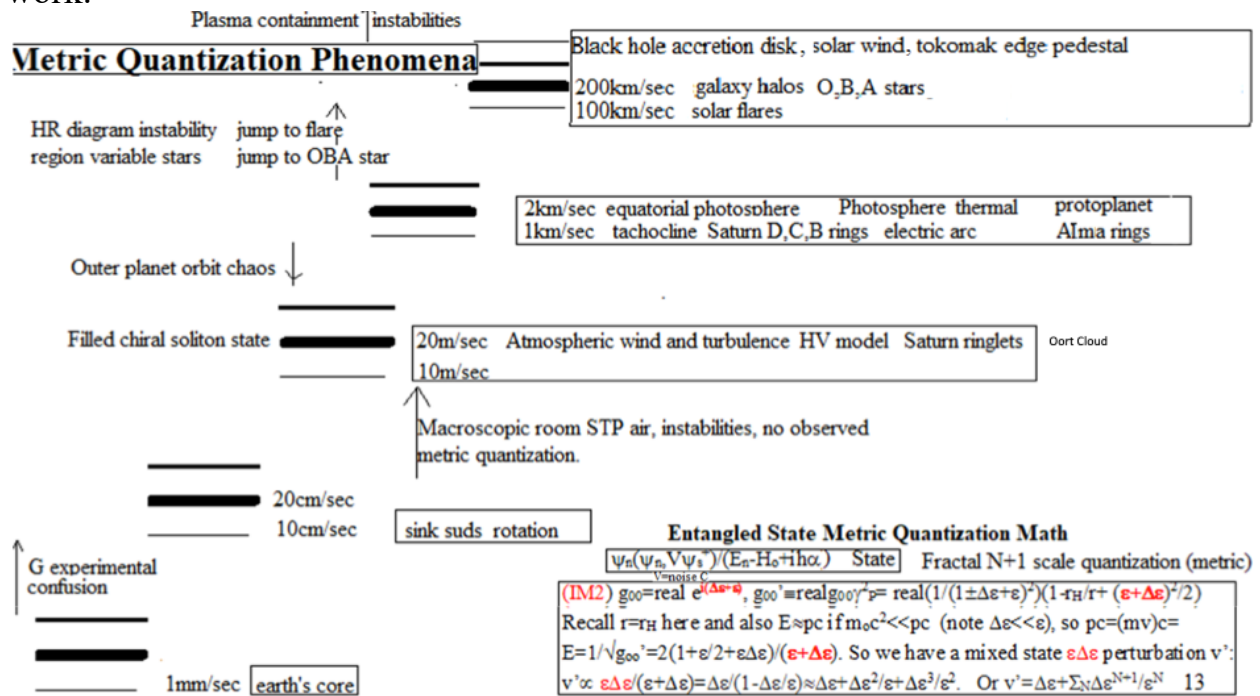 work.
Plasma containment instabilities
Metric Quantization Phenomena
Black hole accretion disk, solar wind, tokomak edge pedestal
200km/sec galaxy halos O,B,A stars
100km/sec solar flares
HR diagram instability jump to flare
region variable stars jump to OBA star
2km/sec equatorial photosphere Photosphere thermal protoplanet
1km/sec tachocline Saturn D,C,B rings electric arc AIma rings
Outer planet orbit chaos
Filled chiral soliton state
20m/sec Atmospheric wind and turbulence HV model Saturn ringlets Oort Cloud
10m/sec
Macroscopic room STP air, instabilities, no observed
metric quantization.
20cm/sec
10cm/sec sink suds rotation
G experimental
confusion
1mm/sec earth's core
Entangled State Metric Quantization Math
ψn(ψn,Vψs*)/(En-Ho+ihα) State Fractal N+1 scale quantization (metric)
V=noise C
(IM2) g00=real e^i(Δε+ε), g00'≡realg00γ²P= real(1/(1±Δε+ε)²)(1-rH/r+ (ε+Δε)²/2)
Recall r=rH here and also E≈pc if moc²<<pc (note Δε<<ε), so pc=(mv)c=
E=1/√goo'=2(1+ε/2+εΔε)/(ε+Δε). So we have a mixed state εΔε perturbation v':
v'∝ εΔε/(ε+Δε)=Δε/(1-Δε/ε)≈Δε+Δε²/ε+Δε³/ε². Or v'=Δε+ΣNΔε^N+1/ε^N 13